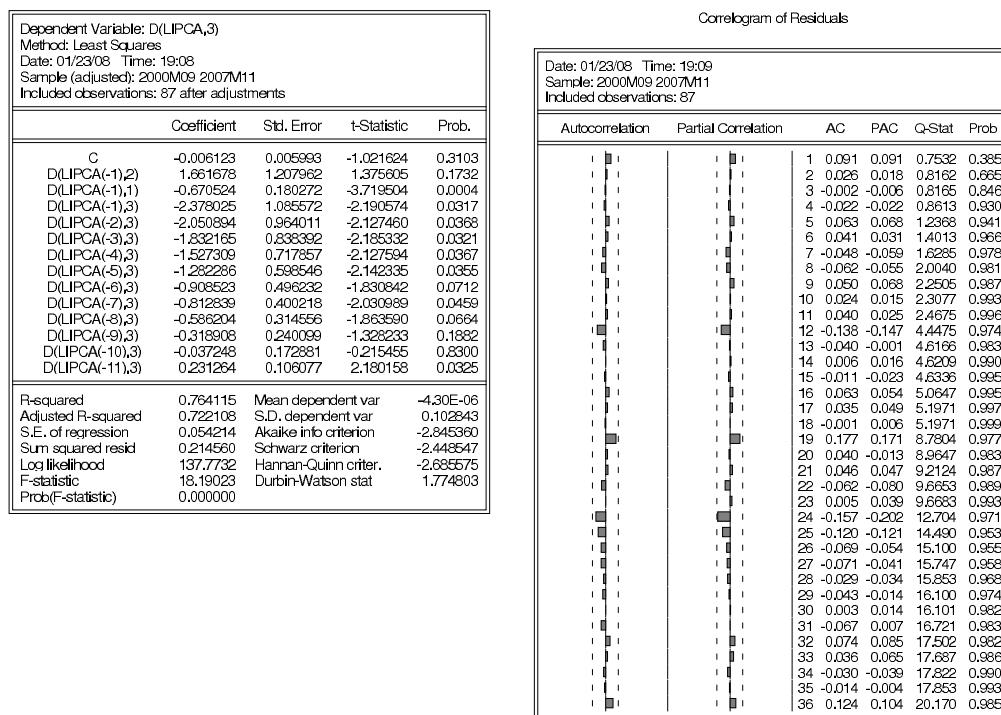 Dependent Variable: D(LIPCA,3)
Method: Least Squares
Date: 01/23/08 Time: 19:08
Sample (adjusted): 2000M09 2007M11
Included observations: 87 after adjustments
Coefficient Std. Error t-Statistic Prob.
C -0.006123 0.005993 -1.021624 0.3103
D(LIPCA(-1),2) 1.661678 1.207962 1.375605 0.1732
D(LIPCA(-1),1) -0.670524 0.180272 -3.719504 0.0004
D(LIPCA(-1),3) -2.378025 1.085572 -2.190574 0.0317
D(LIPCA(-2),3) -2.050894 0.964011 -2.127460 0.0368
D(LIPCA(-3),3) -1.832165 0.838392 -2.185332 0.0321
D(LIPCA(-4),3) -1.527309 0.717857 -2.127594 0.0367
D(LIPCA(-5),3) -1.282286 0.598546 -2.142335 0.0355
D(LIPCA(-6),3) -0.908523 0.496232 -1.830842 0.0712
D(LIPCA(-7),3) -0.812839 0.400218 -2.030989 0.0459
D(LIPCA(-8),3) -0.586204 0.314556 -1.863590 0.0664
D(LIPCA(-9),3) -0.318908 0.240099 -1.328233 0.1882
D(LIPCA(-10),3) -0.037248 0.172881 -0.215455 0.8300
D(LIPCA(-11),3) 0.231264 0.106077 2.180158 0.0325
R-squared 0.764115 Mean dependent var -4.30E-06
Adjusted R-squared 0.722108 S.D. dependent var 0.102843
S.E. of regression 0.054214 Akaike info criterion -2.845360
Sum squared resid 0.214560 Schwarz criterion -2.448547
Log likelihood 137.7732 Hannan-Quinn criter. -2.685575
F-statistic 18.19023 Durbin-Watson stat 1.774803
Prob(F-statistic) 0.000000
Correlogram of Residuals
Date: 01/23/08 Time: 19:09
Sample: 2000M09 2007M11
Included observations: 87
Autocorrelation Partial Correlation AC PAC Q-Stat Prob
1 0.091 0.091 0.7532 0.385
2 0.026 0.018 0.8162 0.665
3 -0.002 -0.006 0.8165 0.846
4 -0.022 -0.022 0.8613 0.930
5 0.063 0.068 1.2368 0.941
6 0.041 0.031 1.4013 0.966
7 -0.048 -0.059 1.6285 0.978
8 -0.062 -0.055 2.0040 0.981
9 0.050 0.068 2.2505 0.987
10 0.024 0.015 2.3077 0.993
11 0.040 0.025 2.4675 0.996
12 -0.138 -0.147 4.4475 0.974
13 -0.040 -0.001 4.6166 0.983
14 0.006 0.016 4.6209 0.990
15 -0.011 -0.023 4.6336 0.995
16 0.063 0.054 5.0647 0.995
17 0.035 0.049 5.1971 0.997
18 -0.001 0.006 5.1971 0.999
19 0.177 0.171 8.7804 0.977
20 0.040 -0.013 8.9647 0.983
21 0.046 0.047 9.2124 0.987
22 -0.062 -0.080 9.6653 0.989
23 0.005 0.039 9.6683 0.993
24 -0.157 -0.202 12.704 0.971
25 -0.120 -0.121 14.490 0.953
26 -0.069 -0.054 15.100 0.955
27 -0.071 -0.041 15.747 0.958
28 -0.029 -0.034 15.853 0.968
29 -0.043 -0.014 16.100 0.974
30 0.003 0.014 16.101 0.982
31 -0.067 0.007 16.721 0.983
32 0.074 0.085 17.502 0.982
33 0.036 0.065 17.687 0.986
34 -0.030 -0.039 17.822 0.990
35 -0.014 -0.004 17.853 0.993
36 0.124 0.104 20.170 0.985